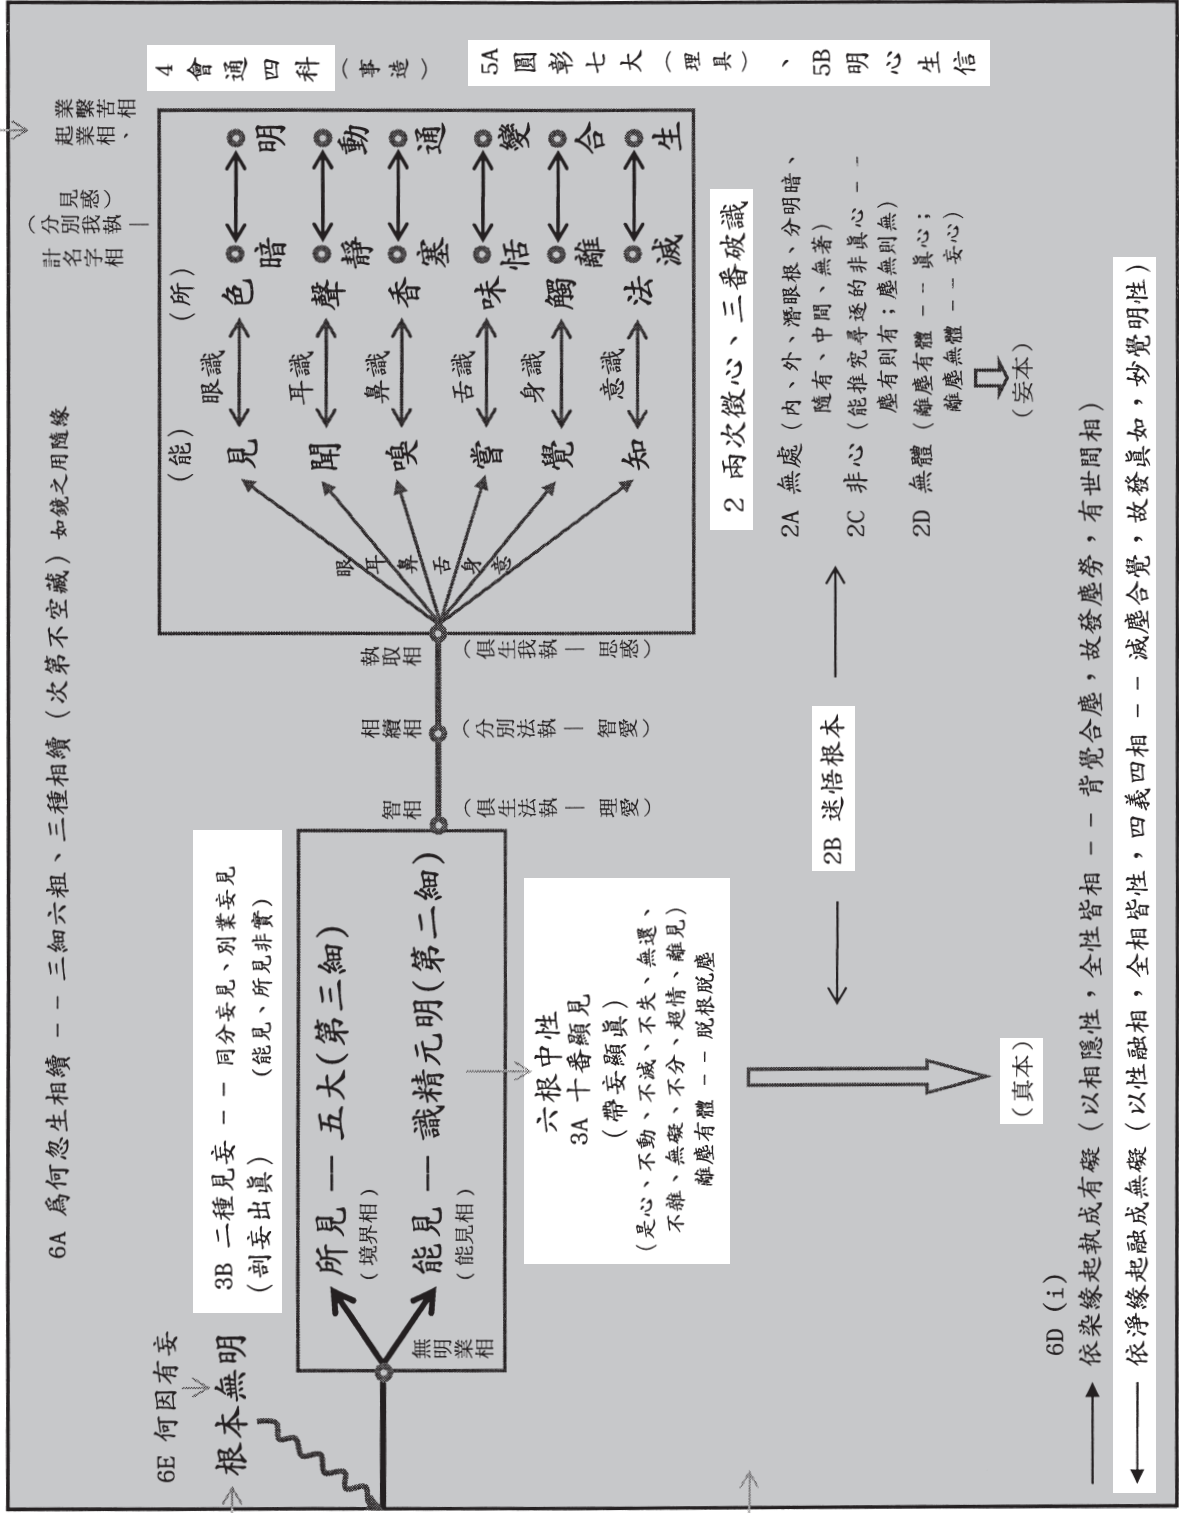 6A 爲何忽生相續 -- 三細六粗、三種相續(次第不空藏)如鏡之用隨緣
6E 何因有妄
根本無明
3B 二種見妄 -- 同分妄見、別業妄見
(剖妄出眞) (能見、所見非實)
無明業相
所見 -- 五大(第三細)
(境界相)
能見 -- 識精元明(第二細)
(能見相)
智相
(俱生法執—理愛)
相續相
(分別法執—智愛)
執取相
(俱生我執—思惑)
計名字相
(分別我執—見惑)
起業相、
業繫苦相
4 會通四科(事造)
5A 圓彰七大(理具)、5B 明心生信
(能) (所)
眼 見 眼識 色 暗 明
耳 聞 耳識 聲 靜 動
鼻 嗅 鼻識 香 塞 通
舌 嘗 舌識 味 恬 變
身 覺 身識 觸 離 合
意 知 意識 法 滅 生
六根中性
3A 十番顯見
(帶妄顯眞)
(是心、不動、不滅、不失、無還、
不雜、無礙、不分、超情、離見)
離塵有體 -- 脫根脫塵
(真本)
2B 迷悟根本
2 兩次徵心、三番破識
2A 無處(內、外、潛眼根、分明暗、
隨有、中間、無著)
2C 非心(能推究尋逐的非眞心 --
塵有則有;塵無則無)
2D 無體(離塵有體 -- 眞心;
離塵無體 -- 妄心)
(妄本)
6D (i)
依染緣起執成有礙(以相隱性,全性皆相 -- 背覺合塵,故發塵勞,有世間相)
依淨緣起融成無礙(以性融相,全相皆性,四義四相 - 滅塵合覺,故發眞如,妙覺明性)